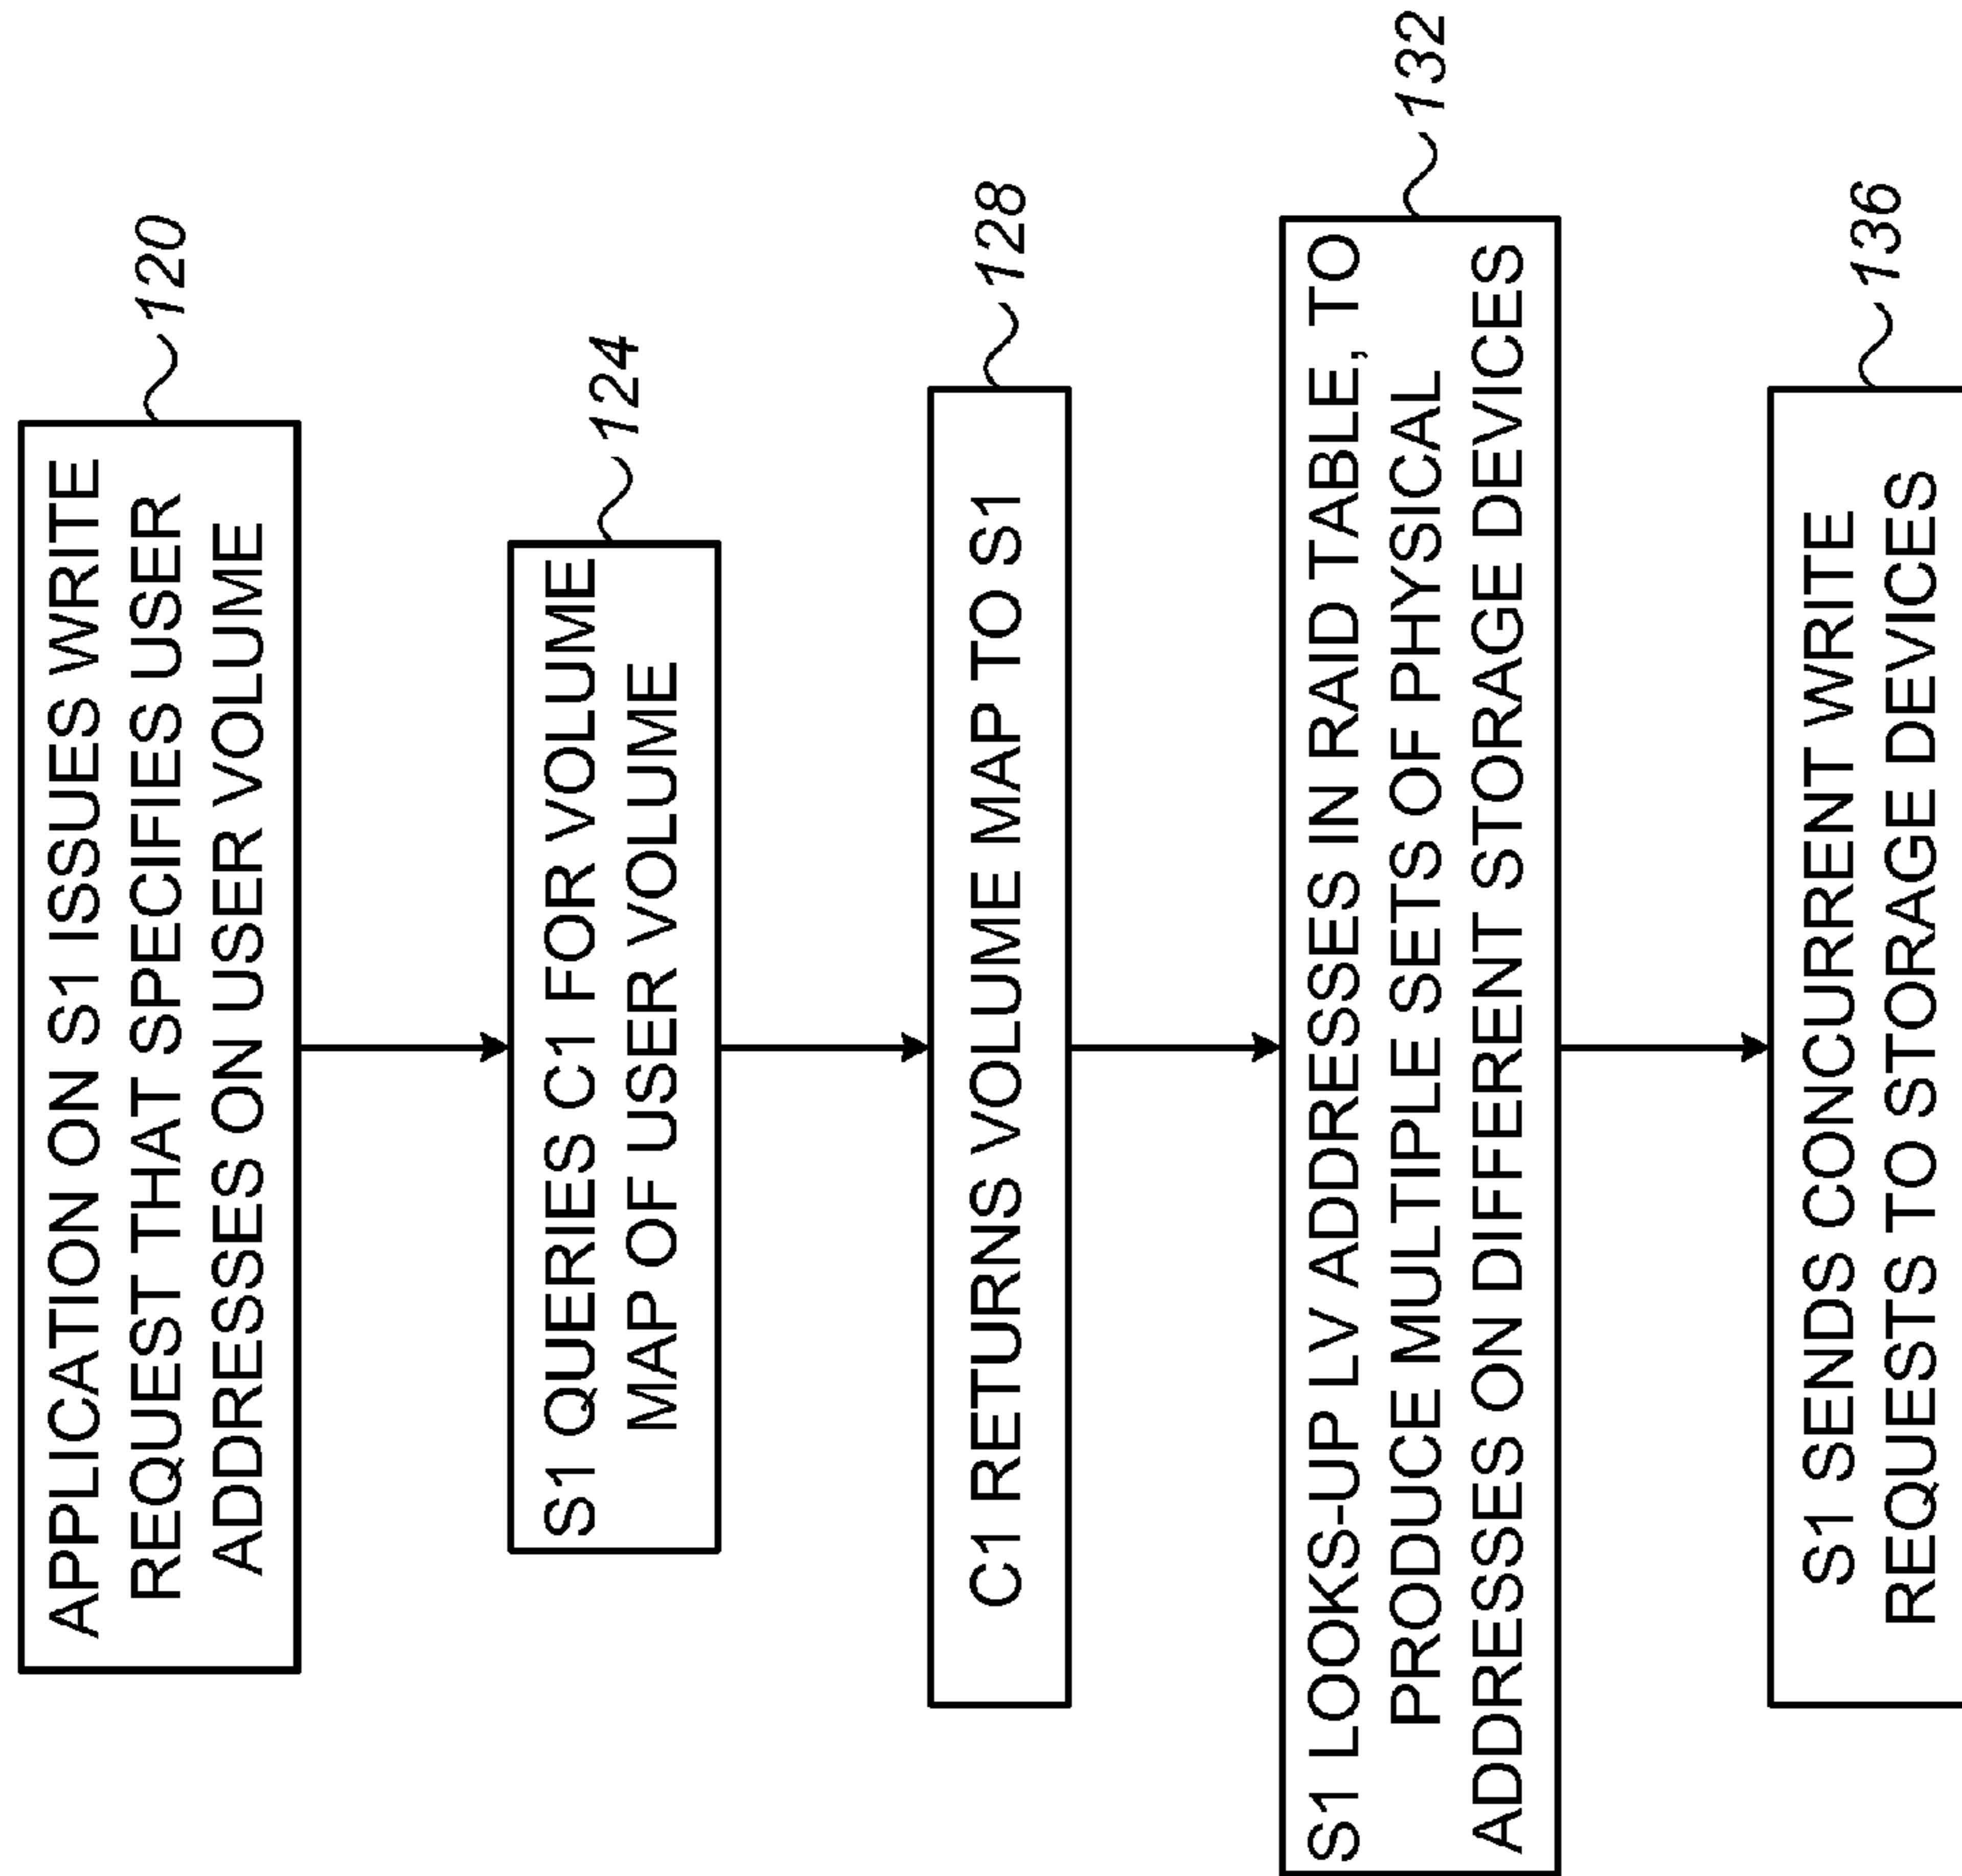 APPLICATION ON S1 ISSUES WRITE
REQUEST THAT SPECIFIES USER
ADDRESSES ON USER VOLUME
120
S1 QUERIES C1 FOR VOLUME
MAP OF USER VOLUME
124
C1 RETURNS VOLUME MAP TO S1
128
S1 LOOKS-UP LV ADDRESSES IN RAID TABLE, TO
PRODUCE MULTIPLE SETS OF PHYSICAL
ADDRESSES ON DIFFERENT STORAGE DEVICES
132
S1 SENDS CONCURRENT WRITE
REQUESTS TO STORAGE DEVICES
136